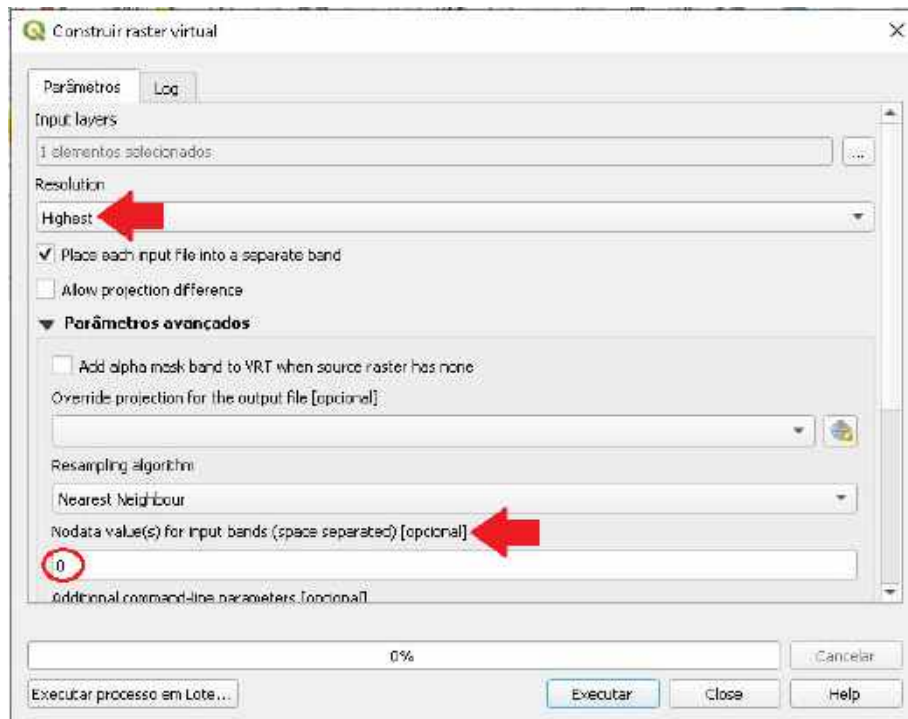 Construir raster virtual
Parâmetros Log
Input layers
1 elementos selecionados
...
Resolution
Highest
Place each input file into a separate band
Allow projection difference
Parâmetros avançados
Add alpha mask band to VRT when source raster has none
Override projection for the output file [opcional]
Resampling algorithm
Nearest Neighbour
Nodata value(s) for input bands (space separated) [opcional]
0
Additional command-line parameters [opcional]
0% Cancelar
Executar processo em Lote... Executar Close Help